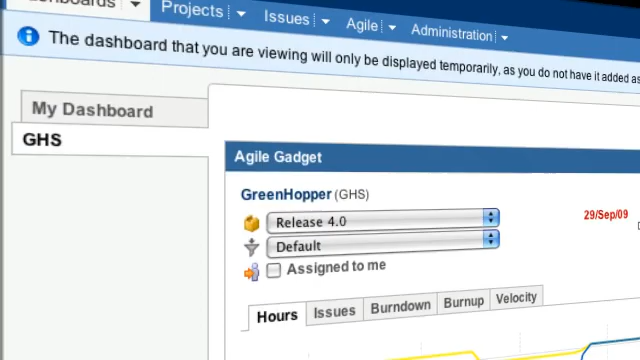 Projects Issues Agile Administration
The dashboard that you are viewing will only be displayed temporarily, as you do not have it added as
My Dashboard
GHS
Agile Gadget
GreenHopper (GHS)
Release 4.0
29/Sep/09
Default
Assigned to me
Hours Issues Burndown Burnup Velocity